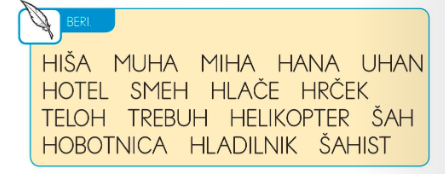 BERI.
HIŠA MUHA MIHA HANA UHAN
HOTEL SMEH HLAČE HRČEK
TELOH TREBUH HELIKOPTER ŠAH
HOBOTNICA HLADILNIK ŠAHIST